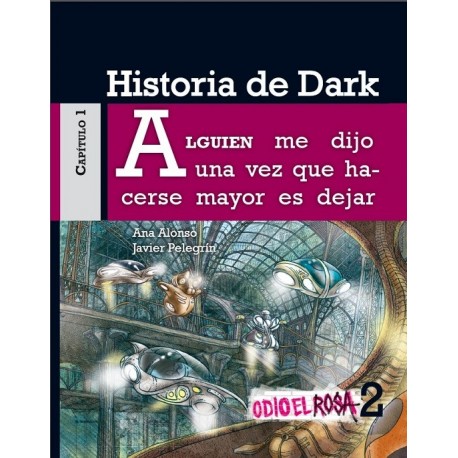 Historia de Dark
CAPÍTULO 1
ALGUIEN me dijo
una vez que ha-
cerse mayor es dejar
Ana Alonso
Javier Pelegrín
ODIO EL ROSA 2